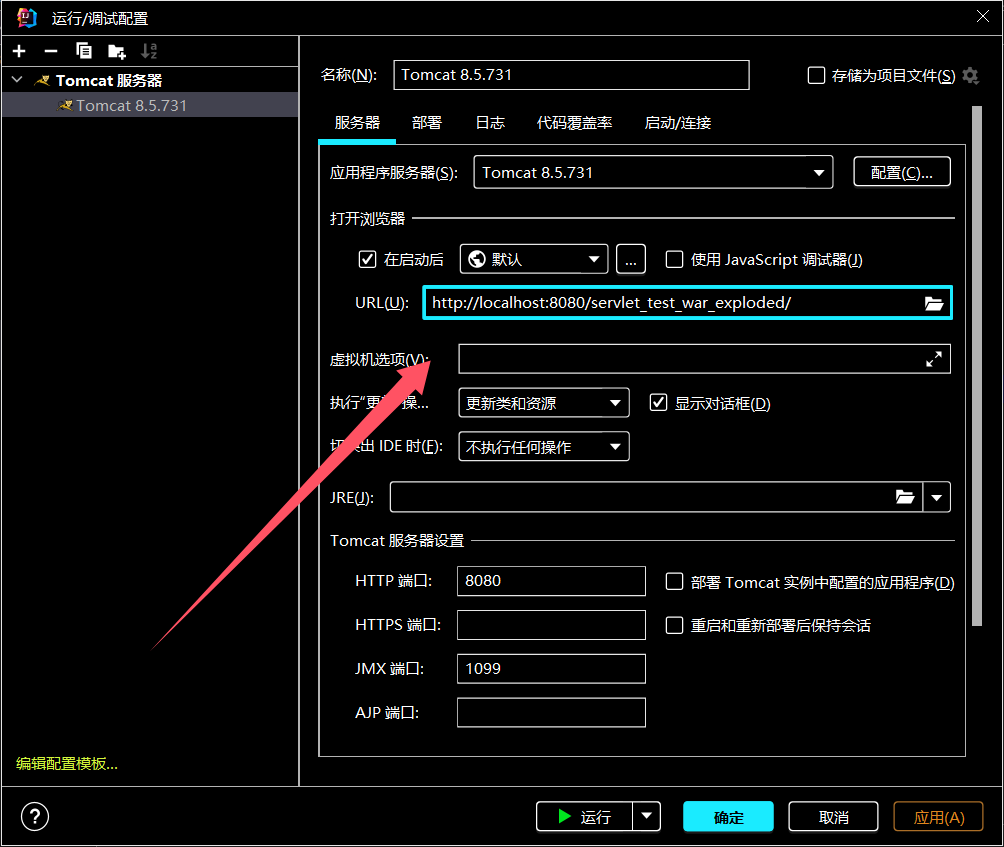 运行/调试配置
Tomcat 服务器
Tomcat 8.5.731
名称(N): Tomcat 8.5.731 存储为项目文件(S)
服务器 部署 日志 代码覆盖率 启动/连接
应用程序服务器(S): Tomcat 8.5.731 配置(C)...
打开浏览器
在启动后 默认 ... 使用 JavaScript 调试器(J)
URL(U): http://localhost:8080/servlet_test_war_exploded/
虚拟机选项(V):
执行“更 操... 更新类和资源 显示对话框(D)
出 IDE 时(F): 不执行任何操作
JRE(J):
Tomcat 服务器设置
HTTP 端口: 8080 部署 Tomcat 实例中配置的应用程序(D)
HTTPS 端口: 重启和重新部署后保持会话
JMX 端口: 1099
AJP 端口:
编辑配置模板...
? 运行 确定 取消 应用(A)